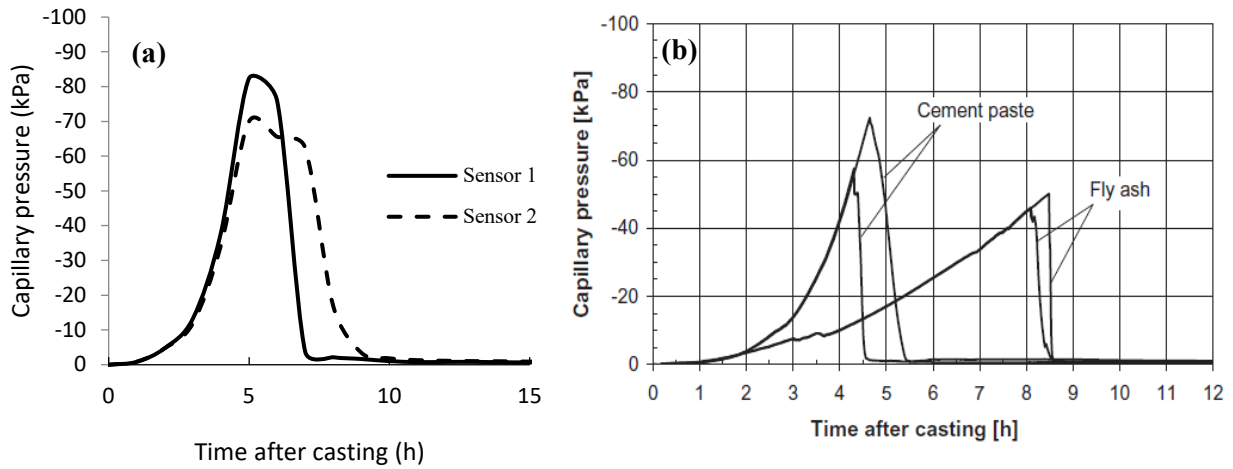 (a)
Capillary pressure (kPa)
-100
-90
-80
-70
-60
-50
-40
-30
-20
-10
0
0 5 10 15
Time after casting (h)
Sensor 1
Sensor 2
(b)
Capillary pressure [kPa]
-100
-80
-60
-40
-20
0
0 1 2 3 4 5 6 7 8 9 10 11 12
Time after casting [h]
Cement paste
Fly ash